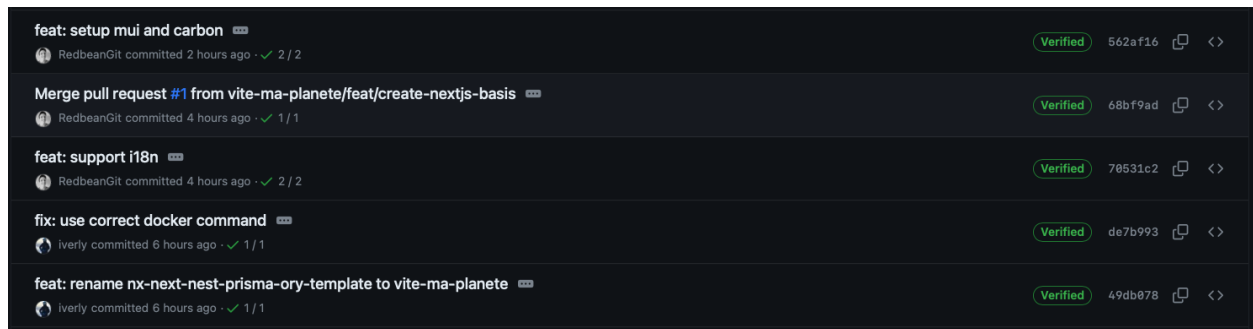 feat: setup mui and carbon
RedbeanGit committed 2 hours ago · ✓ 2 / 2
Verified 562af16 <>
Merge pull request #1 from vite-ma-planete/feat/create-nextjs-basis
RedbeanGit committed 4 hours ago · ✓ 1 / 1
Verified 68bf9ad <>
feat: support i18n
RedbeanGit committed 4 hours ago · ✓ 2 / 2
Verified 70531c2 <>
fix: use correct docker command
iverly committed 6 hours ago · ✓ 1 / 1
Verified de7b993 <>
feat: rename nx-next-nest-prisma-ory-template to vite-ma-planete
iverly committed 6 hours ago · ✓ 1 / 1
Verified 49db078 <>